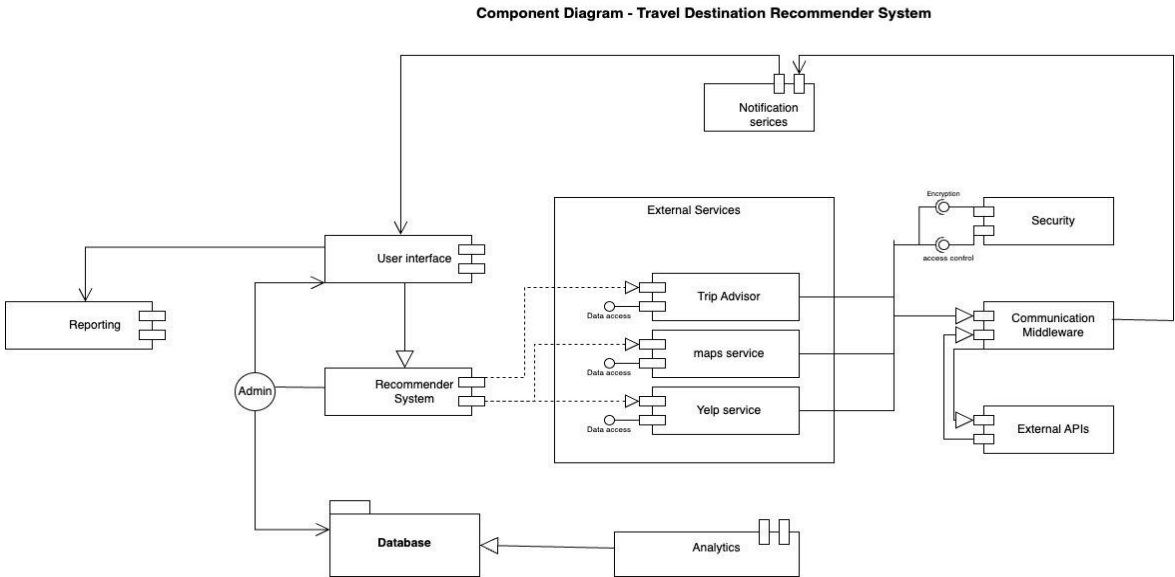 Component Diagram - Travel Destination Recommender System
Notification
serices
Encryption
External Services
Security
User interface
access control
Trip Advisor
Reporting
Data access
Communication
Middleware
maps service
Data access
Admin
Recommender
System
Yelp service
External APIs
Data access
Database
Analytics